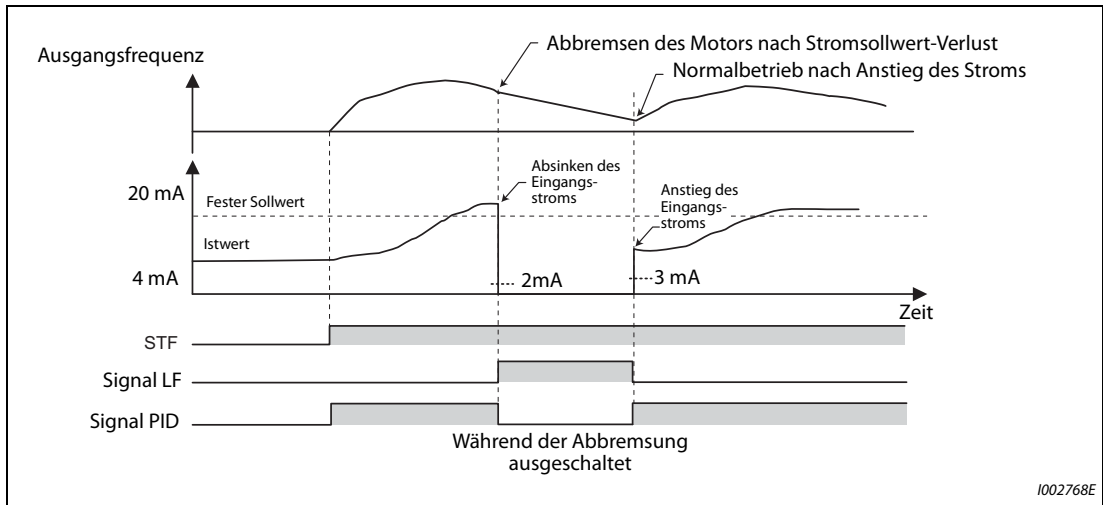 Ausgangsfrequenz
Abbremsen des Motors nach Stromsollwert-Verlust
Normalbetrieb nach Anstieg des Stroms
20 mA
Fester Sollwert
Istwert
4 mA
Absinken des
Eingangs-
stroms
Anstieg des
Eingangs-
stroms
2mA
3 mA
Zeit
STF
Signal LF
Signal PID
Während der Abbremsung
ausgeschaltet
I002768E